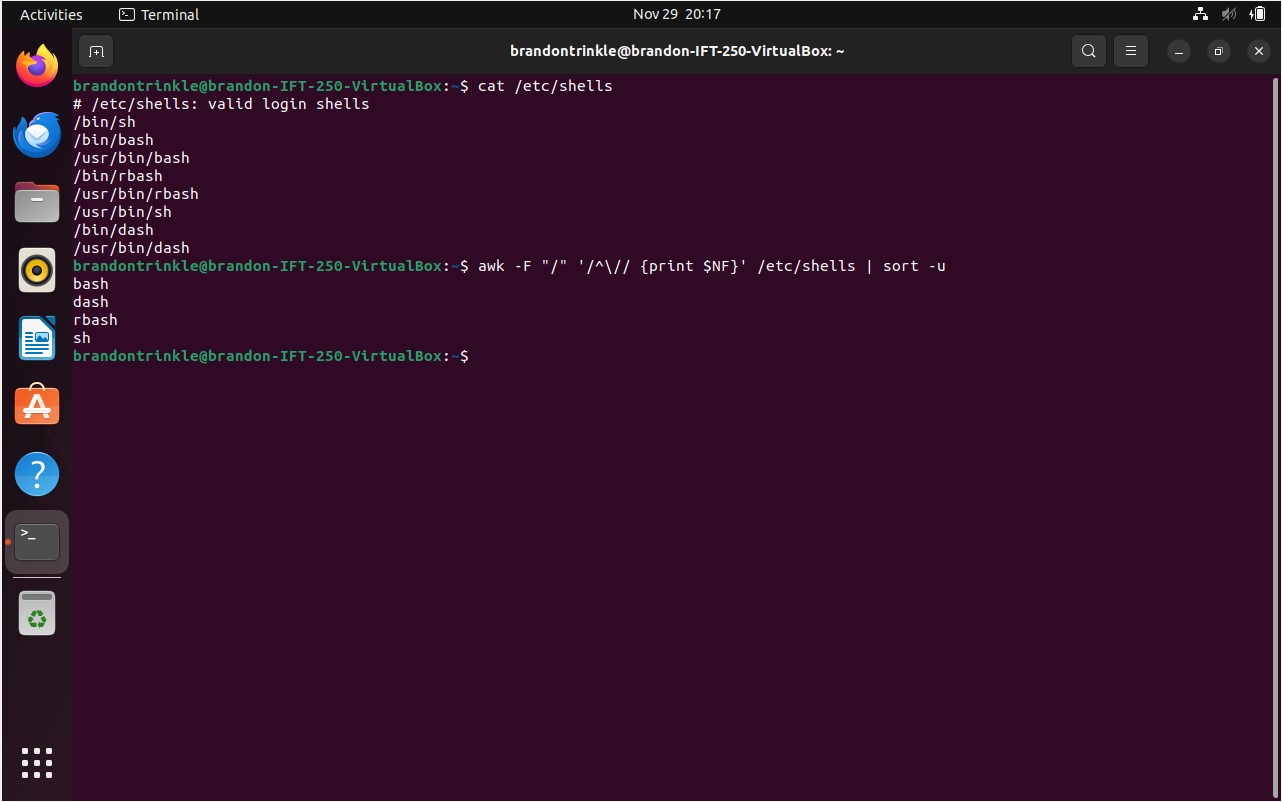 Activities Terminal Nov 29 20:17
brandontrinkle@brandon-IFT-250-VirtualBox: ~
brandontrinkle@brandon-IFT-250-VirtualBox:~$ cat /etc/shells
# /etc/shells: valid login shells
/bin/sh
/bin/bash
/usr/bin/bash
/bin/rbash
/usr/bin/rbash
/usr/bin/sh
/bin/dash
/usr/bin/dash
brandontrinkle@brandon-IFT-250-VirtualBox:~$ awk -F "/" '/^\// {print $NF}' /etc/shells | sort -u
bash
dash
rbash
sh
brandontrinkle@brandon-IFT-250-VirtualBox:~$